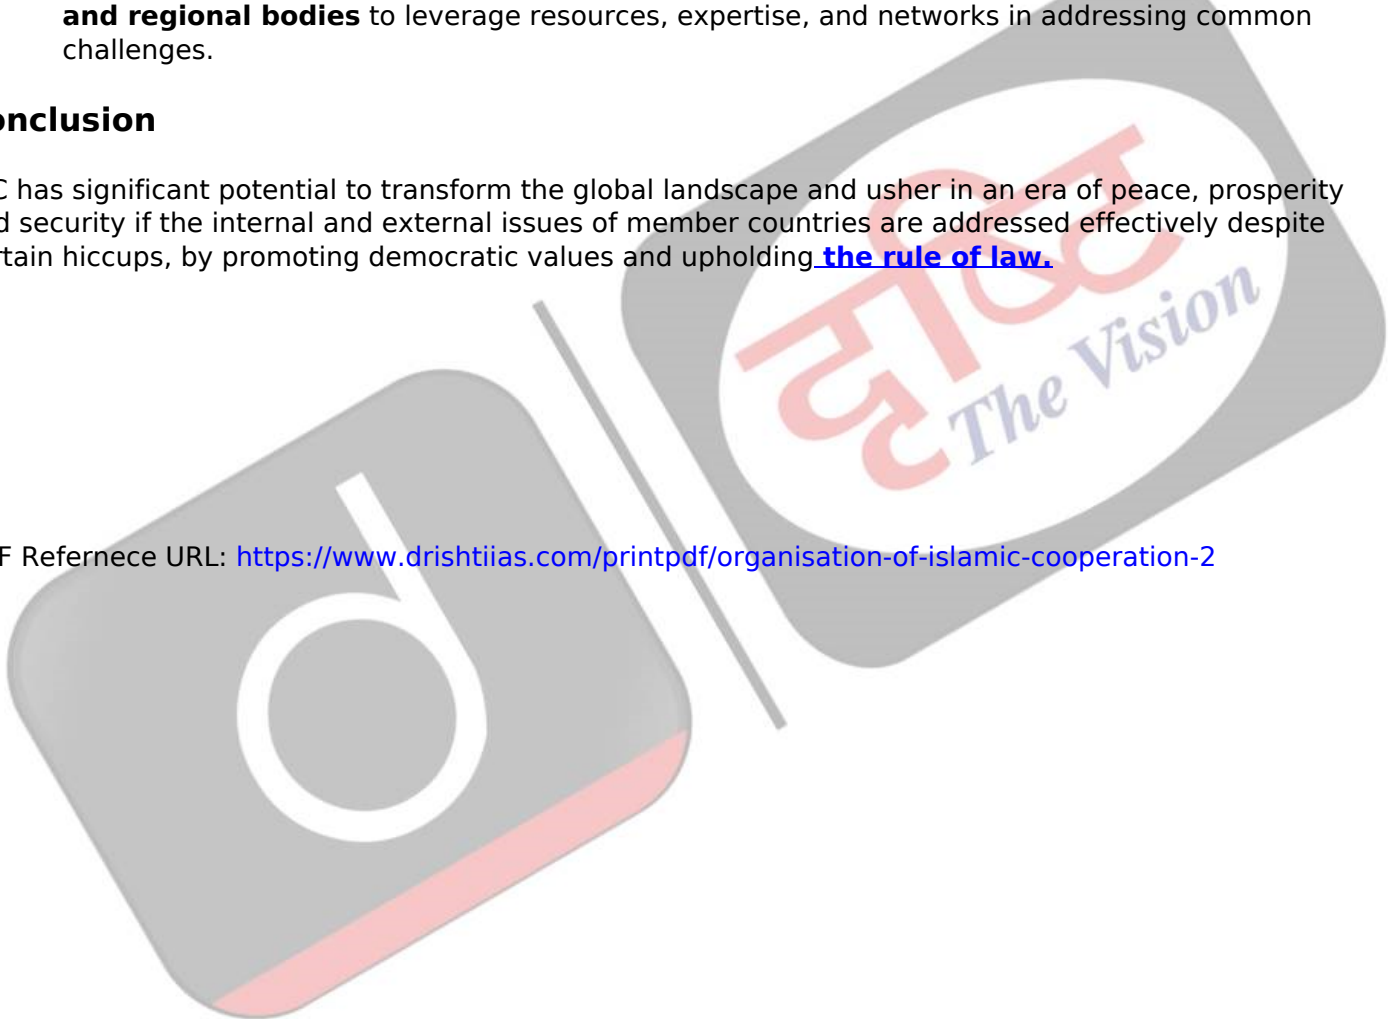 and regional bodies to leverage resources, expertise, and networks in addressing common
challenges.
onclusion
C has significant potential to transform the global landscape and usher in an era of peace, prosperity
d security if the internal and external issues of member countries are addressed effectively despite
rtain hiccups, by promoting democratic values and upholding the rule of law.
दृष्टि
The Vision
d
F Refernece URL: https://www.drishtiias.com/printpdf/organisation-of-islamic-cooperation-2